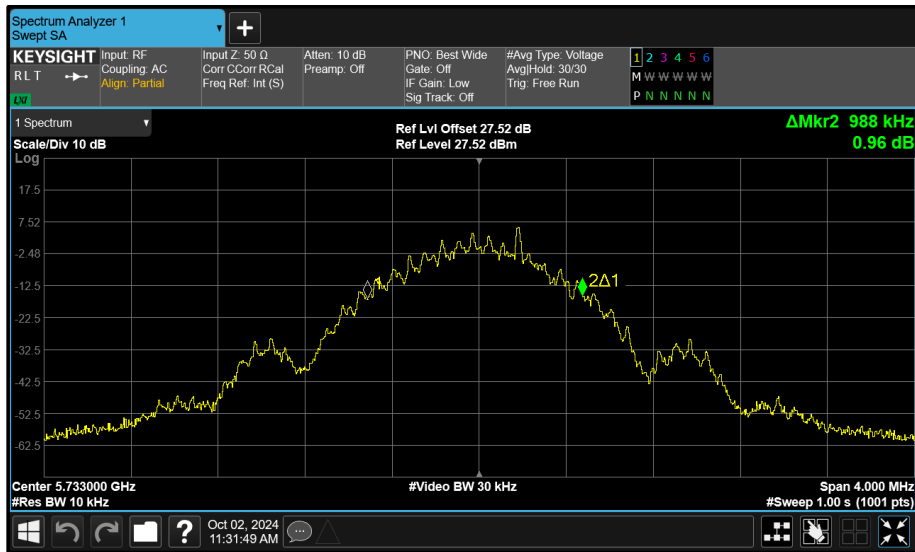 Spectrum Analyzer 1
Swept SA
+
KEYSIGHT
RLT
LXI
Input: RF
Coupling: AC
Align: Partial
Input Z: 50 Ω
Corr CCorr RCal
Freq Ref: Int (S)
Atten: 10 dB
Preamp: Off
PNO: Best Wide
Gate: Off
IF Gain: Low
Sig Track: Off
#Avg Type: Voltage
Avg|Hold: 30/30
Trig: Free Run
1 2 3 4 5 6
M W W W W W
P N N N N N
1 Spectrum
Scale/Div 10 dB
Ref Lvl Offset 27.52 dB
Ref Level 27.52 dBm
ΔMkr2 988 kHz
0.96 dB
Log
17.5
7.52
-2.48
-12.5
-22.5
-32.5
-42.5
-52.5
-62.5
2Δ1
Center 5.733000 GHz
#Video BW 30 kHz
Span 4.000 MHz
#Res BW 10 kHz
#Sweep 1.00 s (1001 pts)
?
Oct 02, 2024
11:31:49 AM